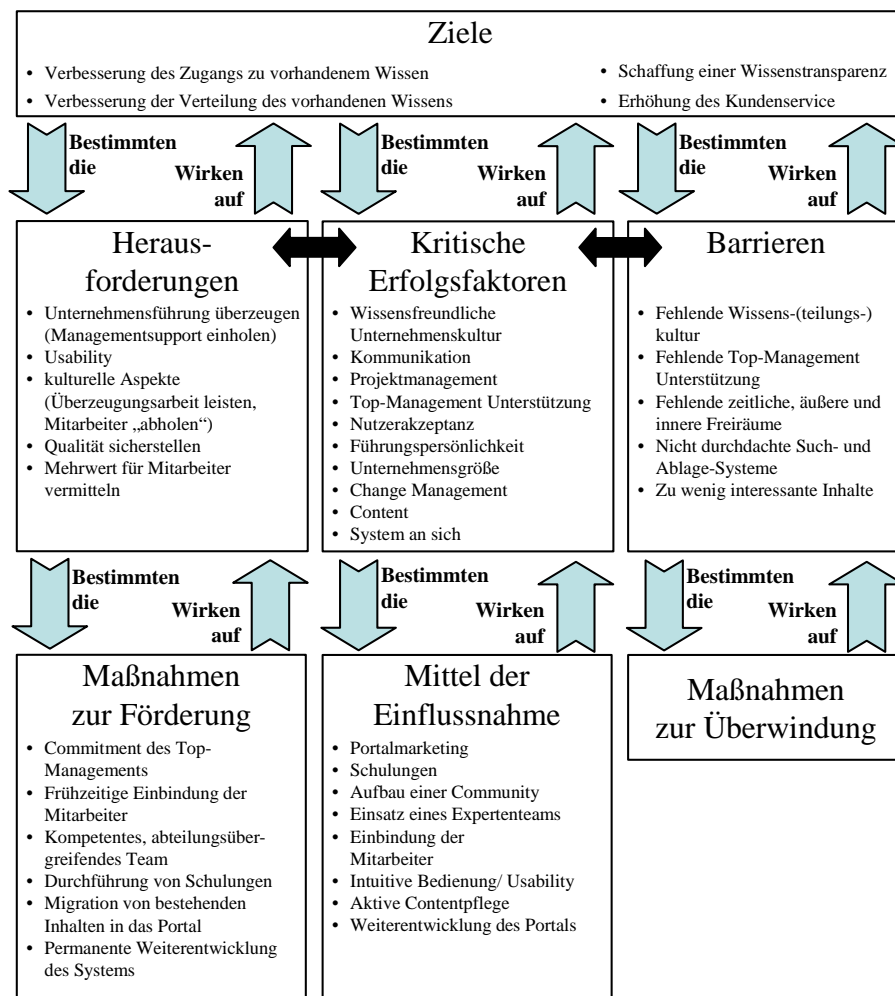 Ziele
• Verbesserung des Zugangs zu vorhandenem Wissen
• Verbesserung der Verteilung des vorhandenen Wissens
• Schaffung einer Wissenstransparenz
• Erhöhung des Kundenservice
Bestimmten
die
Wirken
auf
Bestimmten
die
Wirken
auf
Bestimmten
die
Wirken
auf
Heraus-
forderungen
• Unternehmensführung überzeugen
(Managementsupport einholen)
• Usability
• kulturelle Aspekte
(Überzeugungsarbeit leisten,
Mitarbeiter „abholen“)
• Qualität sicherstellen
• Mehrwert für Mitarbeiter
vermitteln
Kritische
Erfolgsfaktoren
• Wissensfreundliche
Unternehmenskultur
• Kommunikation
• Projektmanagement
• Top-Management Unterstützung
• Nutzerakzeptanz
• Führungspersönlichkeit
• Unternehmensgröße
• Change Management
• Content
• System an sich
Barrieren
• Fehlende Wissens-(teilungs-)
kultur
• Fehlende Top-Management
Unterstützung
• Fehlende zeitliche, äußere und
innere Freiräume
• Nicht durchdachte Such- und
Ablage-Systeme
• Zu wenig interessante Inhalte
Bestimmten
die
Wirken
auf
Bestimmten
die
Wirken
auf
Bestimmten
die
Wirken
auf
Maßnahmen
zur Förderung
• Commitment des Top-
Managements
• Frühzeitige Einbindung der
Mitarbeiter
• Kompetentes, abteilungsüber-
greifendes Team
• Durchführung von Schulungen
• Migration von bestehenden
Inhalten in das Portal
• Permanente Weiterentwicklung
des Systems
Mittel der
Einflussnahme
• Portalmarketing
• Schulungen
• Aufbau einer Community
• Einsatz eines Expertenteams
• Einbindung der
Mitarbeiter
• Intuitive Bedienung/ Usability
• Aktive Contentpflege
• Weiterentwicklung des Portals
Maßnahmen
zur Überwindung